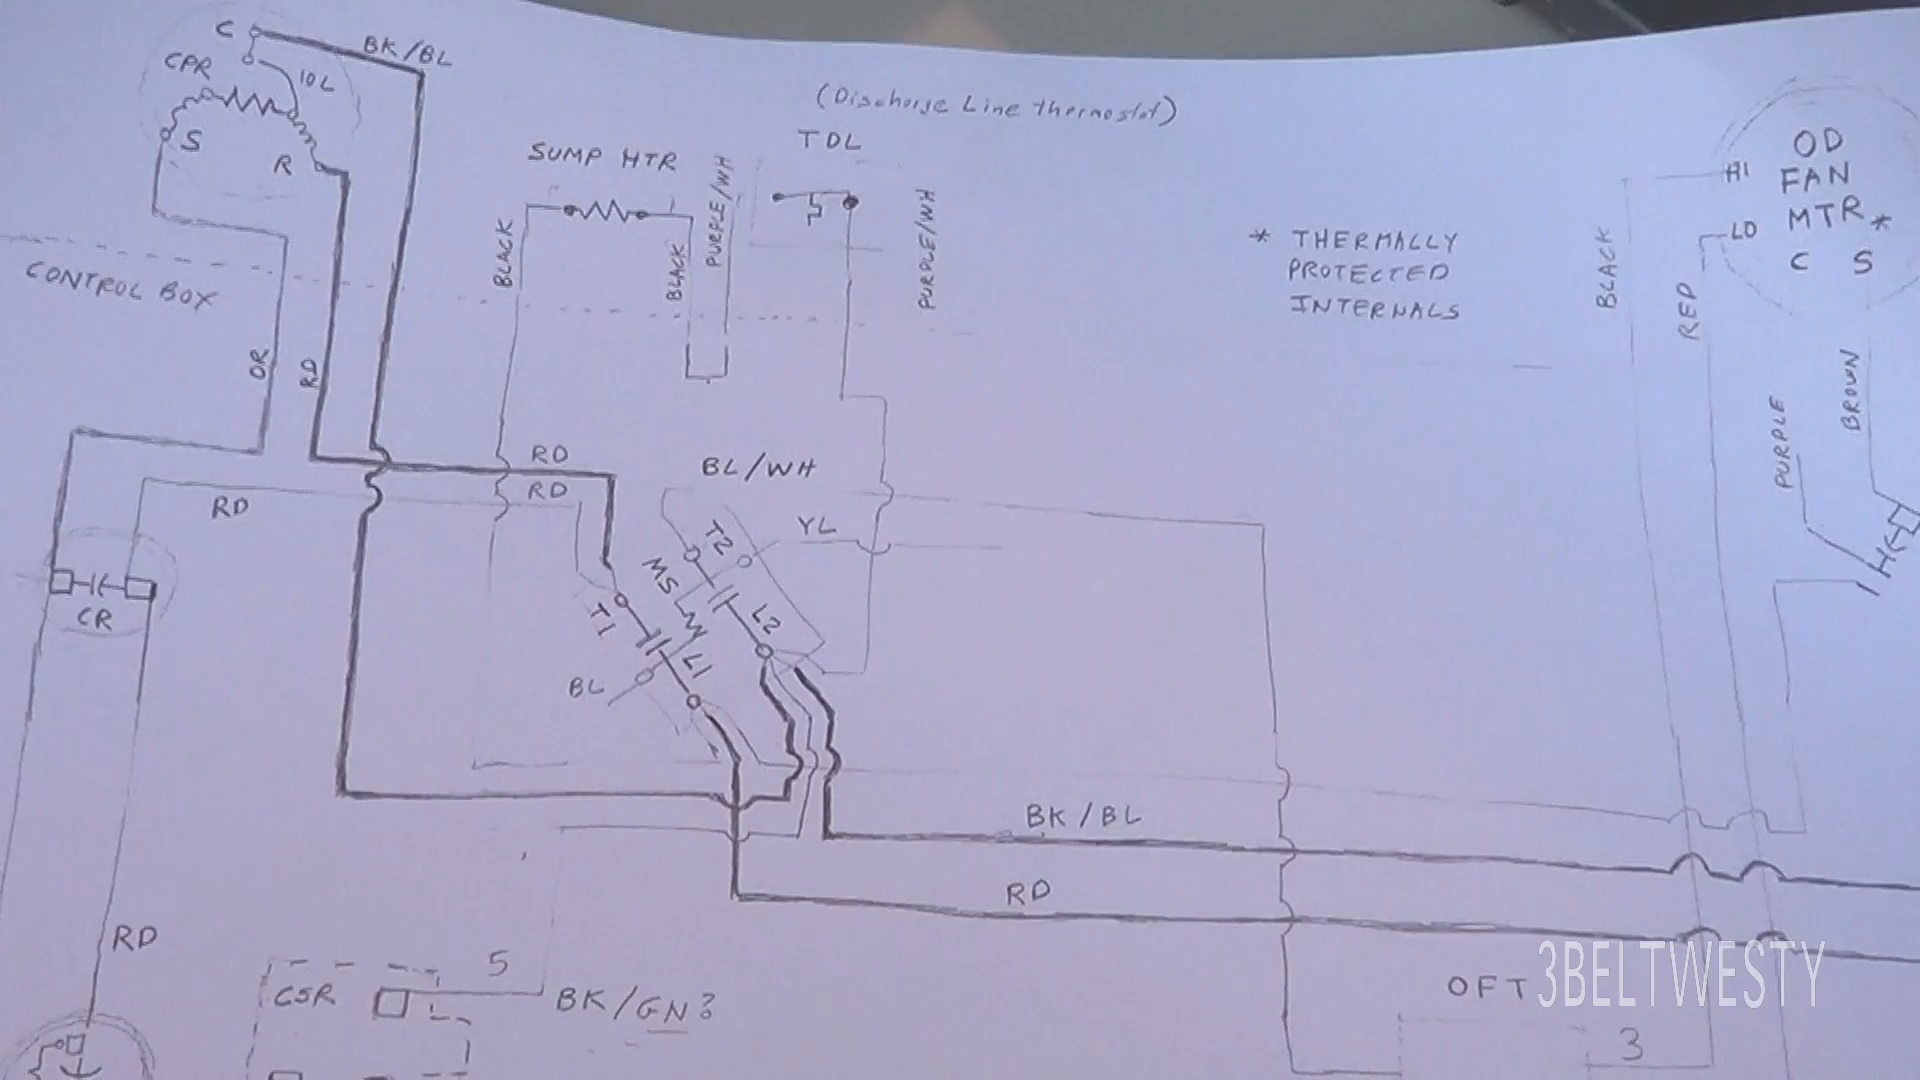 C
BK/BL
CPR
10L
S
R
(Discharge Line thermostat)
TDL
SUMP HTR
PURPLE/WH
BLACK
BLACK
PURPLE/WH
* THERMALLY
PROTECTED
INTERNALS
OD
FAN
MTR*
HI
LO
C S
BLACK
RED
PURPLE
BROWN
CONTROL BOX
OR
RD
RD
RD
RD
BL/WH
YL
T2
MS
L2
T1
L1
BL
CR
BK/BL
RD
RD
CSR
5
BK/GN?
OFT
3
3BELTWESTY